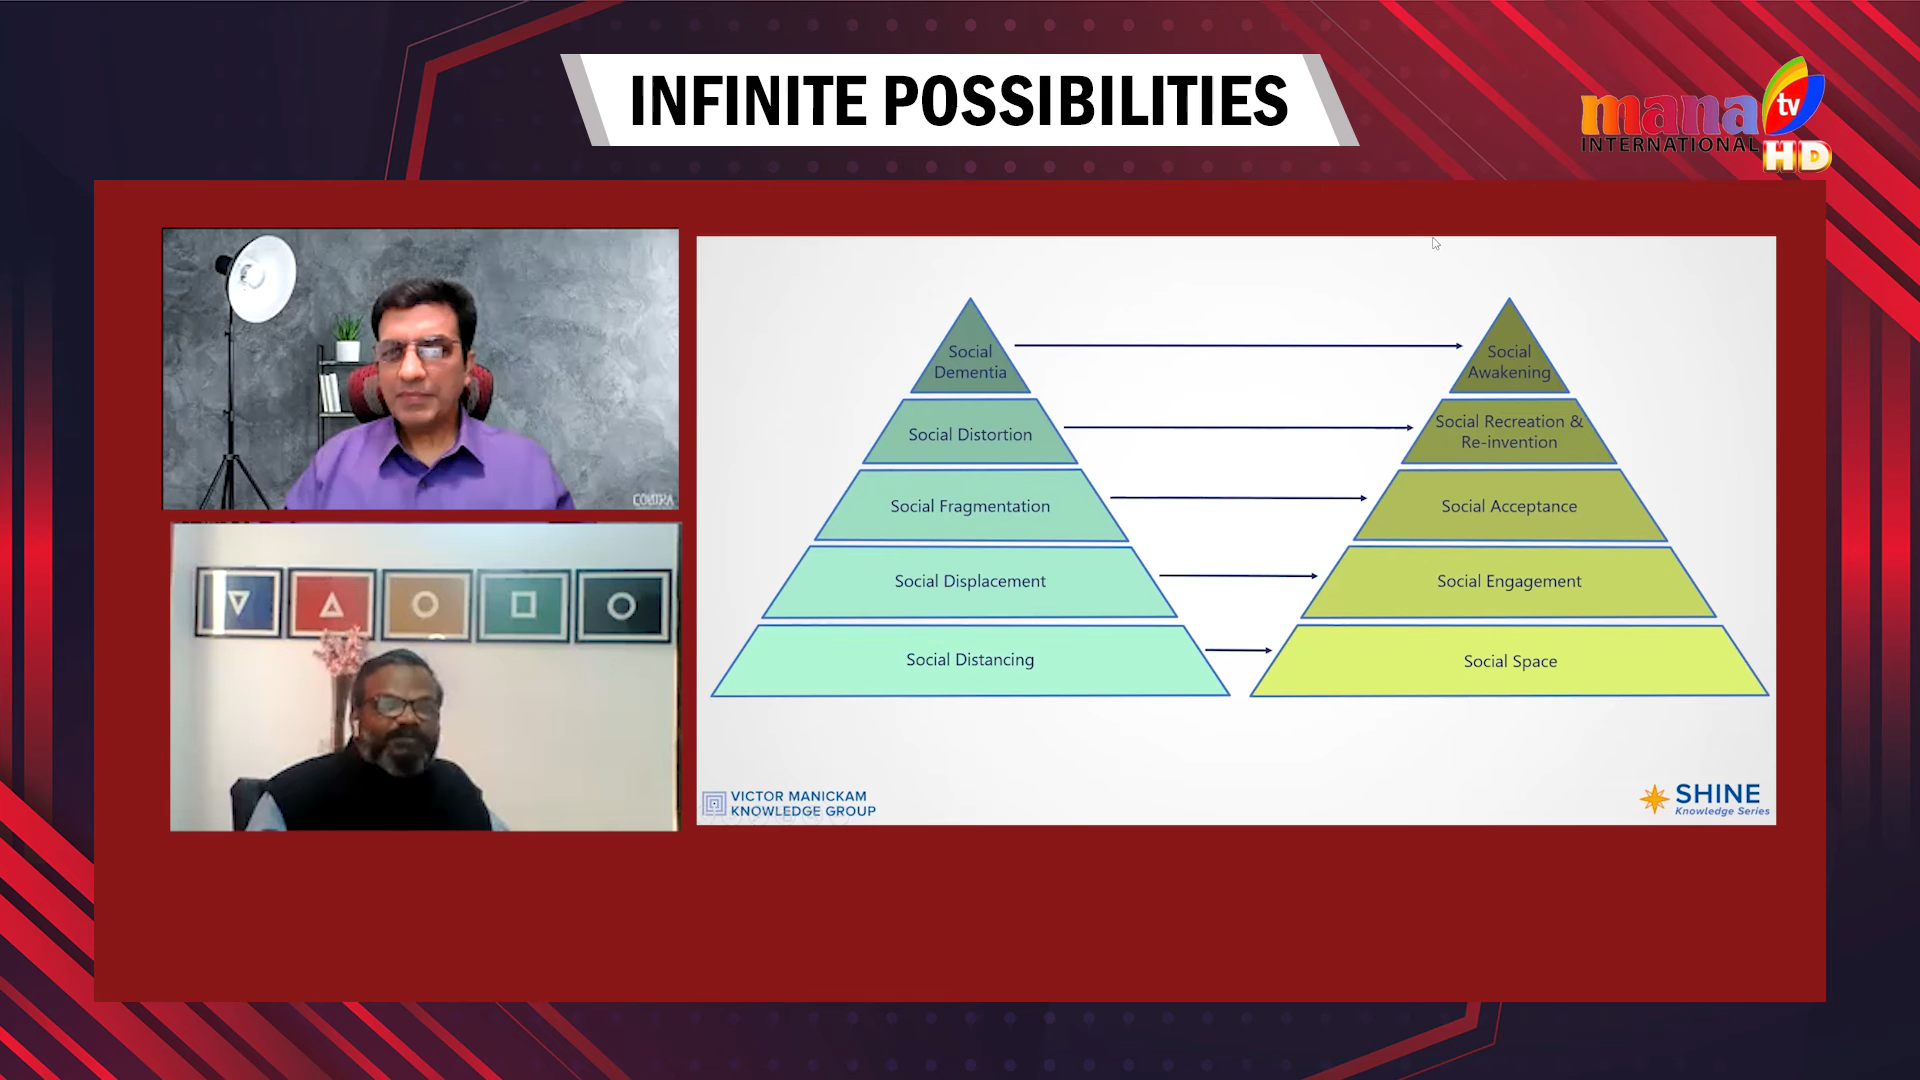 INFINITE POSSIBILITIES
mana tv
INTERNATIONAL
HD
Social
Dementia
Social Distortion
Social Fragmentation
Social Displacement
Social Distancing
Social
Awakening
Social Recreation &
Re-invention
Social Acceptance
Social Engagement
Social Space
VICTOR MANICKAM
KNOWLEDGE GROUP
SHINE
Knowledge Series